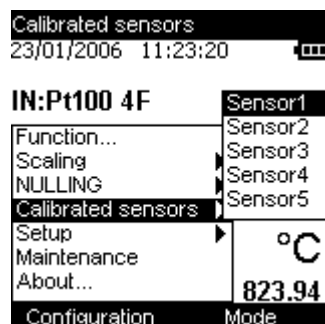 Calibrated sensors
23/01/2006 11:23:20
IN:Pt100 4F
Function...
Scaling
NULLING
Calibrated sensors
Setup
Maintenance
About...
Sensor1
Sensor2
Sensor3
Sensor4
Sensor5
°C
823.94
Configuration Mode